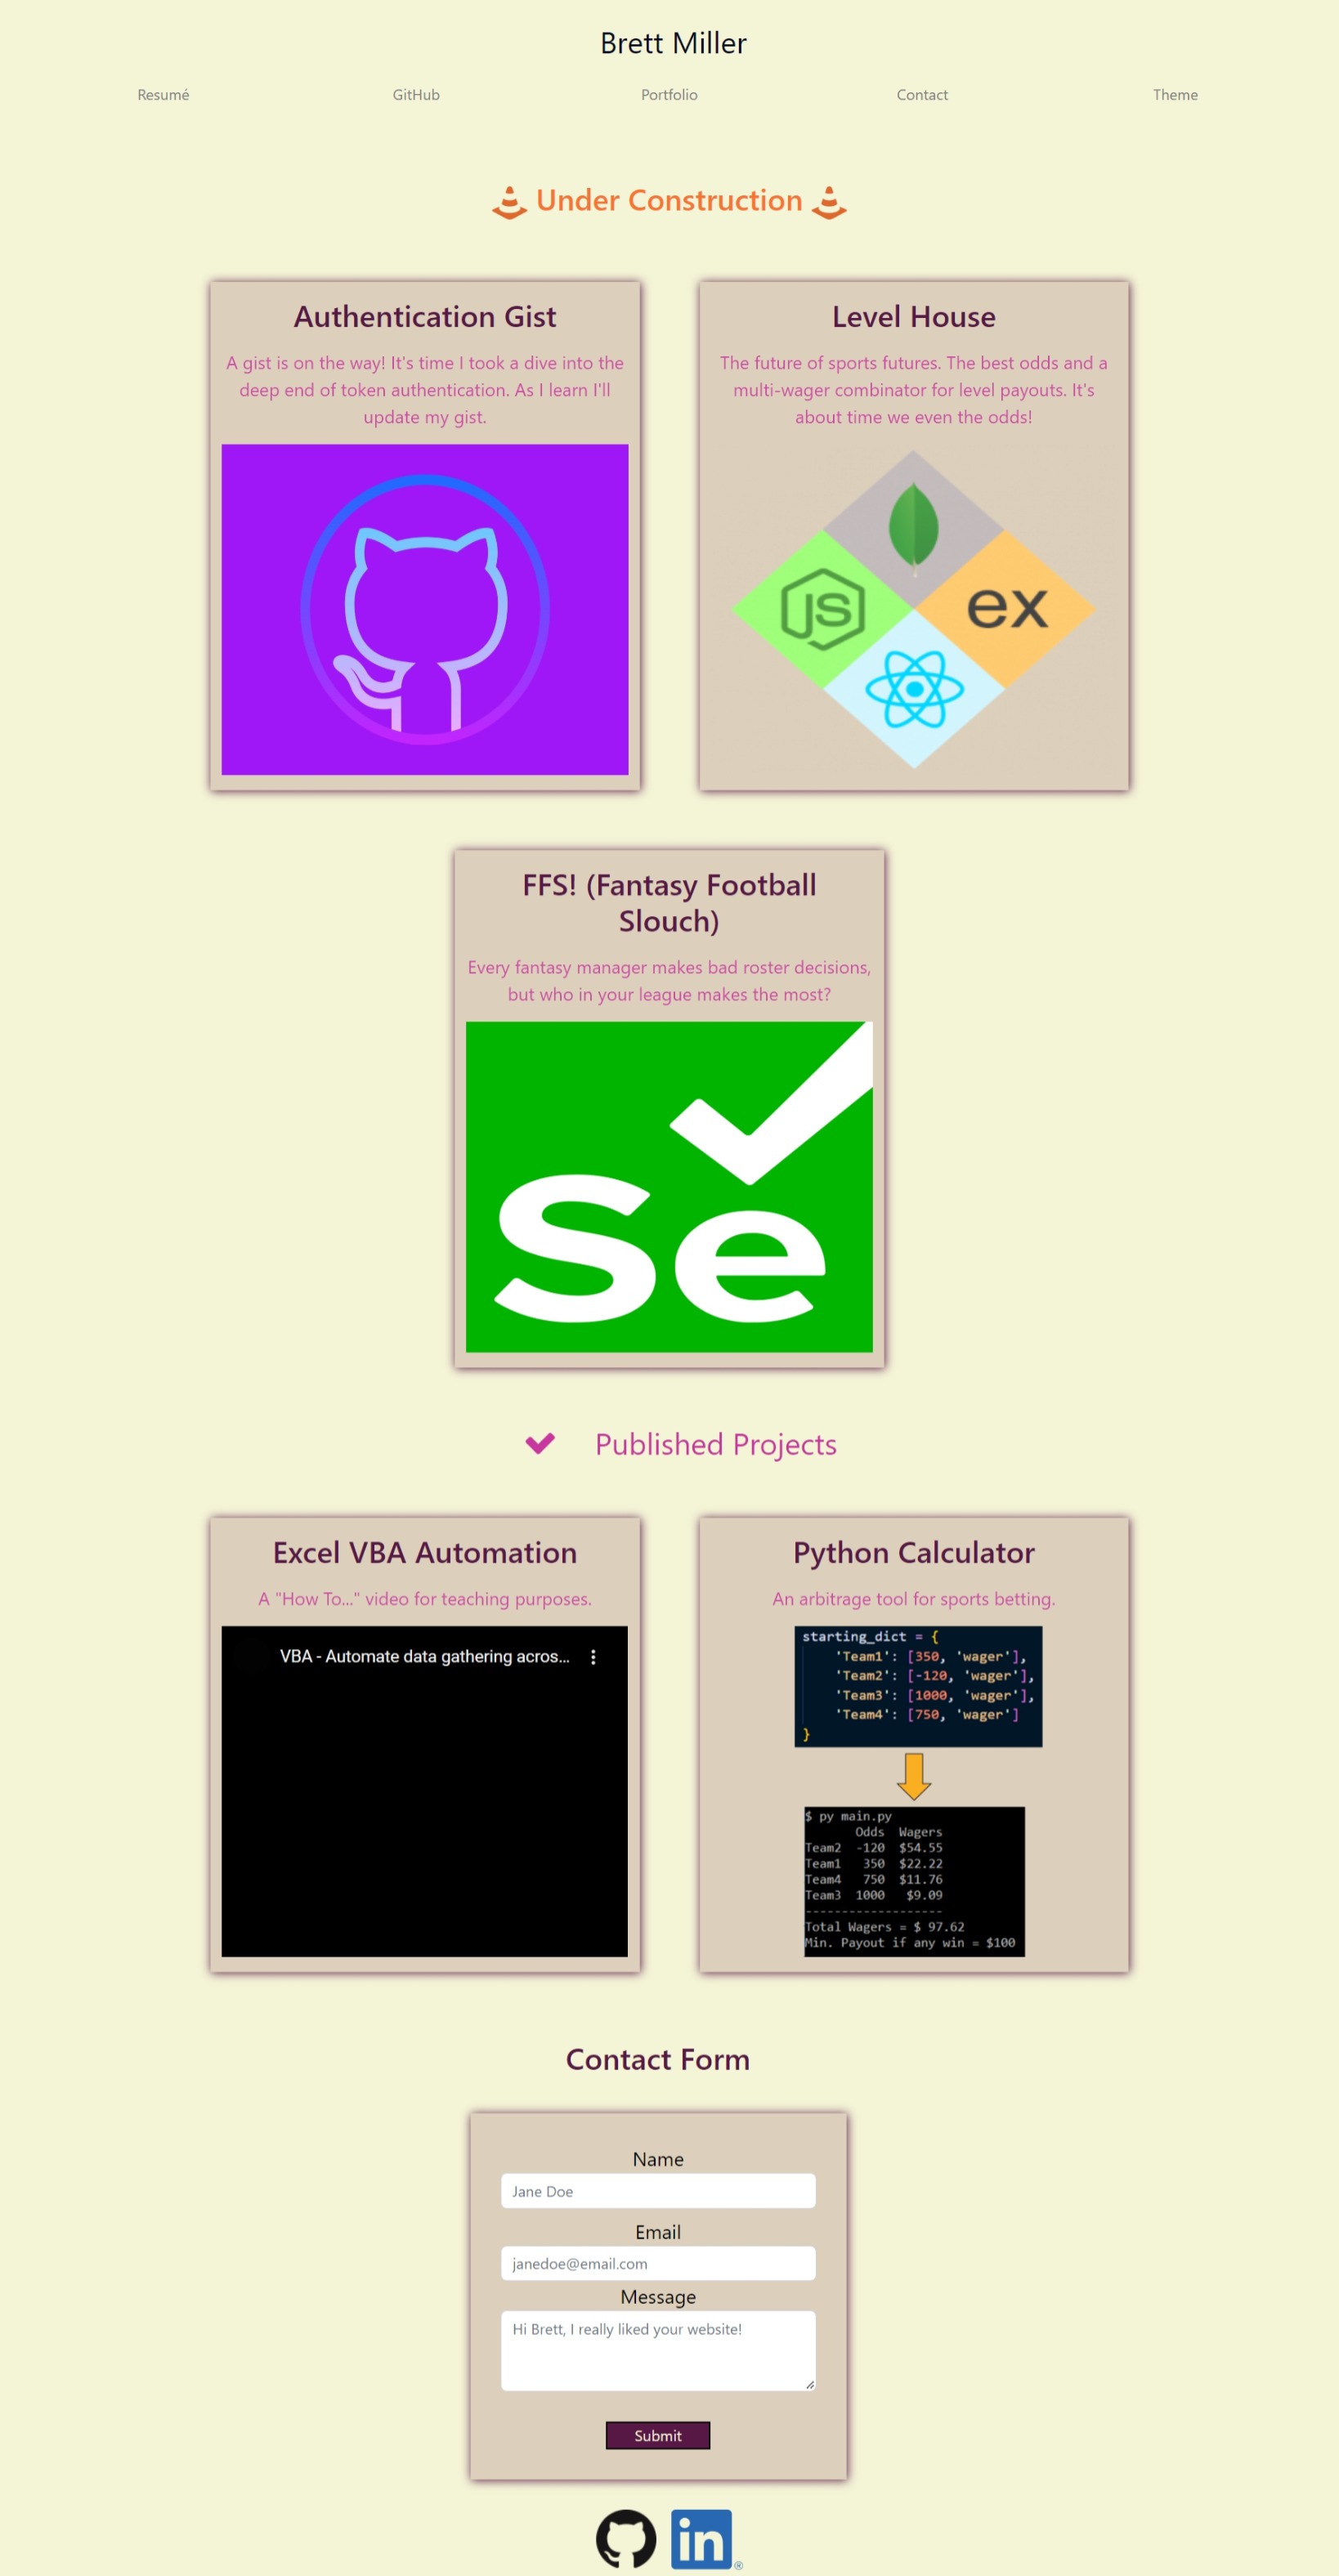 Brett Miller
Resumé
GitHub
Portfolio
Contact
Theme
Under Construction
Authentication Gist
A gist is on the way! It's time I took a dive into the
deep end of token authentication. As I learn I'll
update my gist.
Level House
The future of sports futures. The best odds and a
multi-wager combinator for level payouts. It's
about time we even the odds!
JS
ex
FFS! (Fantasy Football
Slouch)
Every fantasy manager makes bad roster decisions,
but who in your league makes the most?
Se
Published Projects
Excel VBA Automation
A "How To..." video for teaching purposes.
VBA - Automate data gathering acros...
Python Calculator
An arbitrage tool for sports betting.
starting_dict = {
'Team1': [350, 'wager'],
'Team2': [-120, 'wager'],
'Team3': [1000, 'wager'],
'Team4': [750, 'wager']
}
$ py main.py
Odds Wagers
Team2 -120 $54.55
Team1 350 $22.22
Team4 750 $11.76
Team3 1000 $9.09
-------------------
Total Wagers = $ 97.62
Min. Payout if any win = $100
Contact Form
Name
Jane Doe
Email
janedoe@email.com
Message
Hi Brett, I really liked your website!
Submit
in
®